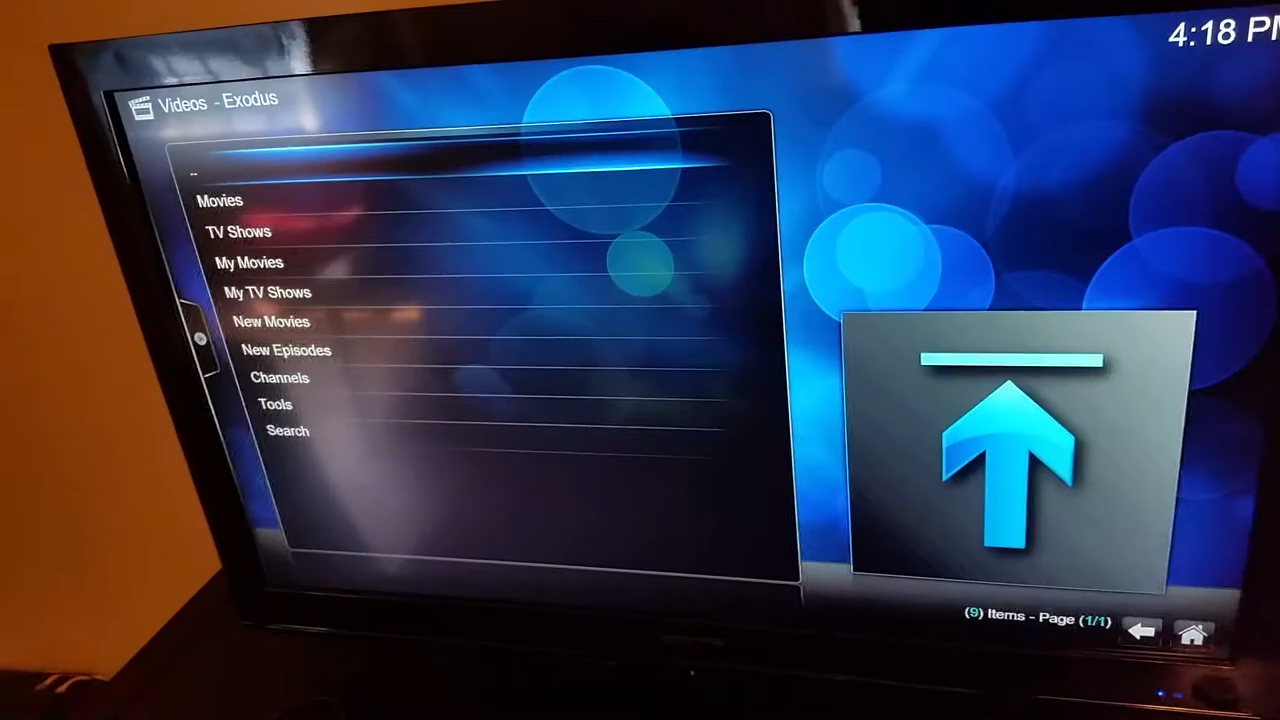 4:18 PM
Videos - Exodus
..
Movies
TV Shows
My Movies
My TV Shows
New Movies
New Episodes
Channels
Tools
Search
(9) Items - Page (1/1)